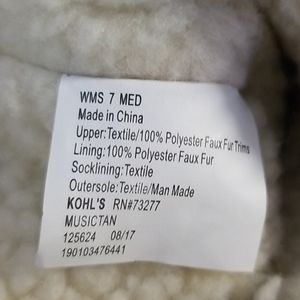 WMS 7 MED
Made in China
Upper:Textile/100% Polyester Faux Fur Trims
Lining:100% Polyester Faux Fur
Socklining:Textile
Outersole:Textile/Man Made
KOHL'S RN#73277
MUSICTAN
125624 08/17
190103476441